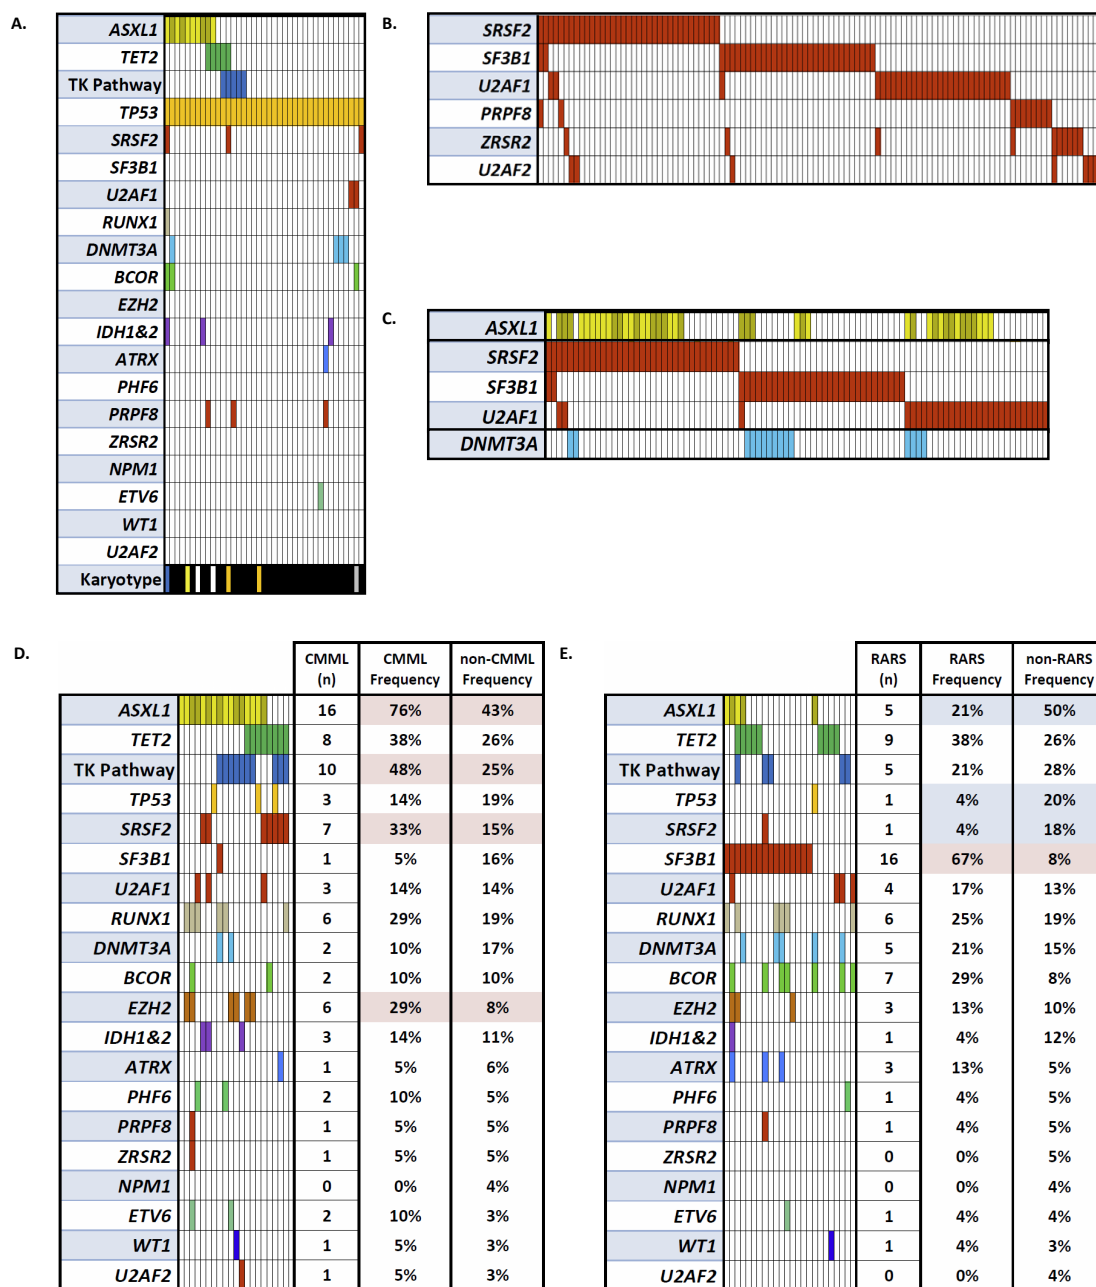 A.
ASXL1
TET2
TK Pathway
TP53
SRSF2
SF3B1
U2AF1
RUNX1
DNMT3A
BCOR
EZH2
IDH1&2
ATRX
PHF6
PRPF8
ZRSR2
NPM1
ETV6
WT1
U2AF2
Karyotype
B.
SRSF2
SF3B1
U2AF1
PRPF8
ZRSR2
U2AF2
C.
ASXL1
SRSF2
SF3B1
U2AF1
DNMT3A
D.
CMML (n) CMML Frequency non-CMML Frequency
ASXL1 16 76% 43%
TET2 8 38% 26%
TK Pathway 10 48% 25%
TP53 3 14% 19%
SRSF2 7 33% 15%
SF3B1 1 5% 16%
U2AF1 3 14% 14%
RUNX1 6 29% 19%
DNMT3A 2 10% 17%
BCOR 2 10% 10%
EZH2 6 29% 8%
IDH1&2 3 14% 11%
ATRX 1 5% 6%
PHF6 2 10% 5%
PRPF8 1 5% 5%
ZRSR2 1 5% 5%
NPM1 0 0% 4%
ETV6 2 10% 3%
WT1 1 5% 3%
U2AF2 1 5% 3%
E.
RARS (n) RARS Frequency non-RARS Frequency
ASXL1 5 21% 50%
TET2 9 38% 26%
TK Pathway 5 21% 28%
TP53 1 4% 20%
SRSF2 1 4% 18%
SF3B1 16 67% 8%
U2AF1 4 17% 13%
RUNX1 6 25% 19%
DNMT3A 5 21% 15%
BCOR 7 29% 8%
EZH2 3 13% 10%
IDH1&2 1 4% 12%
ATRX 3 13% 5%
PHF6 1 4% 5%
PRPF8 1 4% 5%
ZRSR2 0 0% 5%
NPM1 0 0% 4%
ETV6 1 4% 4%
WT1 1 4% 3%
U2AF2 0 0% 4%